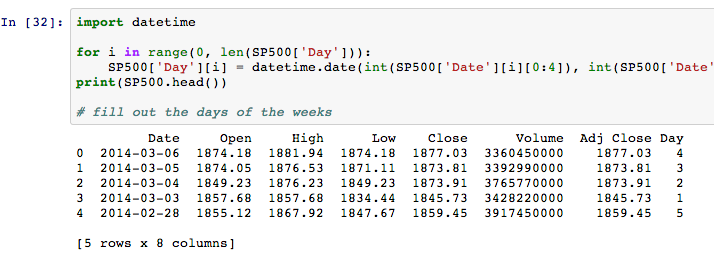 In [32]: import datetime
for i in range(0, len(SP500['Day'])):
SP500['Day'][i] = datetime.date(int(SP500['Date'][i][0:4]), int(SP500['Date'
print(SP500.head())
# fill out the days of the weeks
Date Open High Low Close Volume Adj Close Day
0 2014-03-06 1874.18 1881.94 1874.18 1877.03 3360450000 1877.03 4
1 2014-03-05 1874.05 1876.53 1871.11 1873.81 3392990000 1873.81 3
2 2014-03-04 1849.23 1876.23 1849.23 1873.91 3765770000 1873.91 2
3 2014-03-03 1857.68 1857.68 1834.44 1845.73 3428220000 1845.73 1
4 2014-02-28 1855.12 1867.92 1847.67 1859.45 3917450000 1859.45 5
[5 rows x 8 columns]